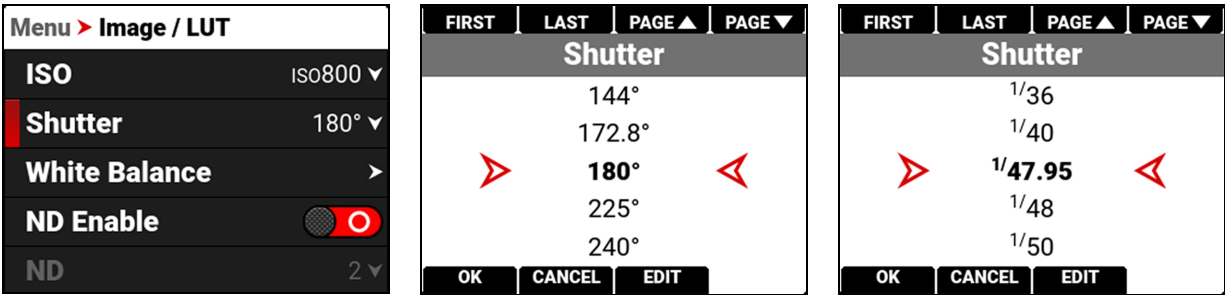 Menu Image / LUT
ISO ISO800
Shutter 180°
White Balance
ND Enable
ND 2
FIRST LAST PAGE PAGE
Shutter
144°
172.8°
180°
225°
240°
OK CANCEL EDIT
FIRST LAST PAGE PAGE
Shutter
1/36
1/40
1/47.95
1/48
1/50
OK CANCEL EDIT